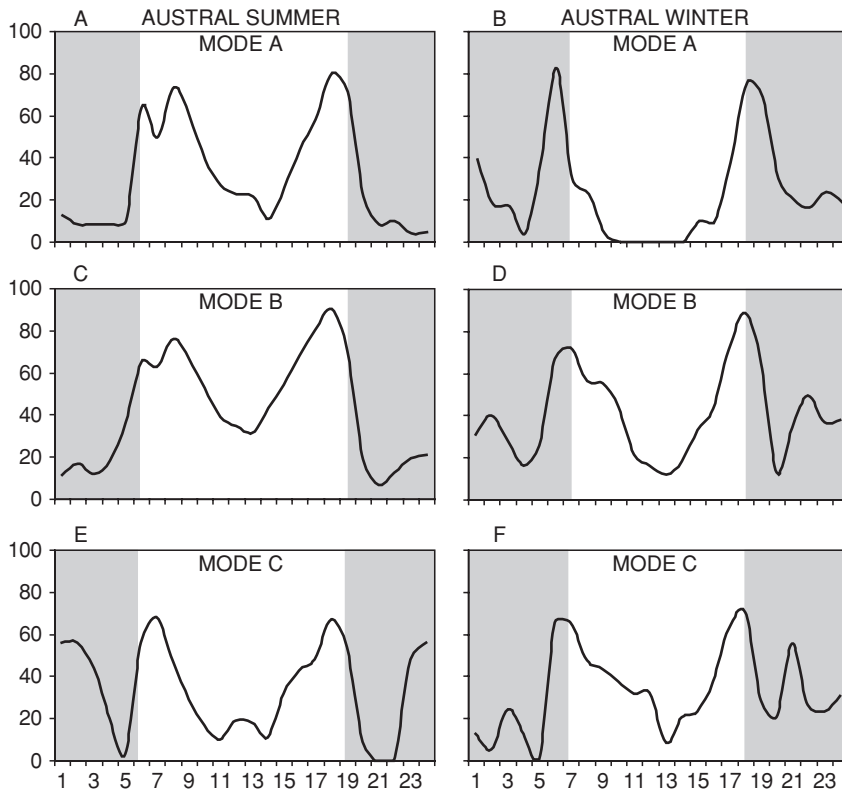 A AUSTRAL SUMMER B AUSTRAL WINTER
100 MODE A MODE A
80
60
40
20
0
C D
100 MODE B MODE B
80
60
40
20
0
E F
100 MODE C MODE C
80
60
40
20
0
1 3 5 7 9 11 13 15 17 19 21 23 1 3 5 7 9 11 13 15 17 19 21 23